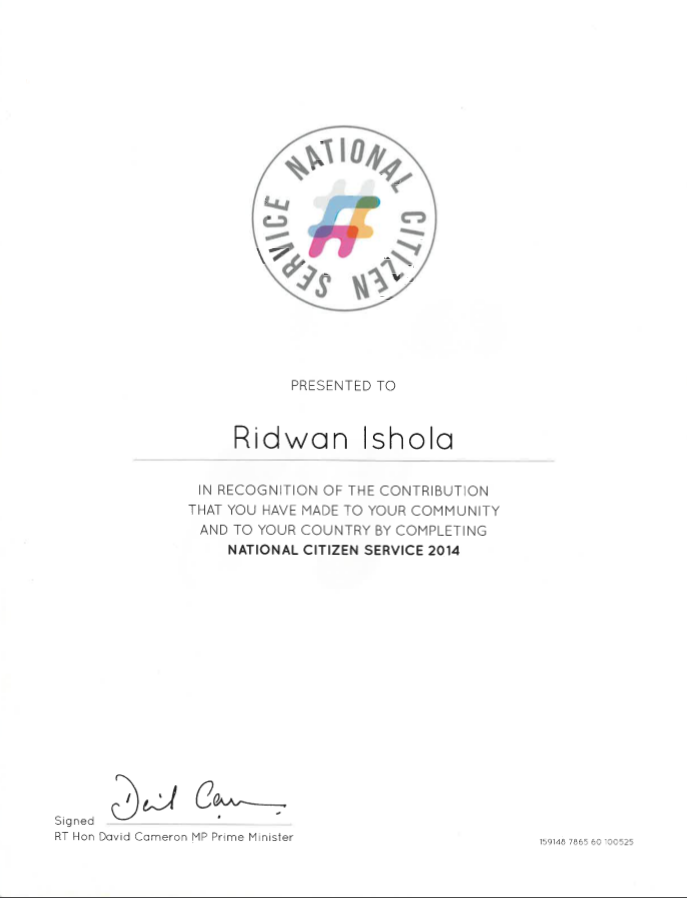 NATIONAL CITIZEN SERVICE
PRESENTED TO
Ridwan Ishola
IN RECOGNITION OF THE CONTRIBUTION
THAT YOU HAVE MADE TO YOUR COMMUNITY
AND TO YOUR COUNTRY BY COMPLETING
NATIONAL CITIZEN SERVICE 2014
Signed
RT Hon David Cameron MP Prime Minister
159148 7865 60 100525